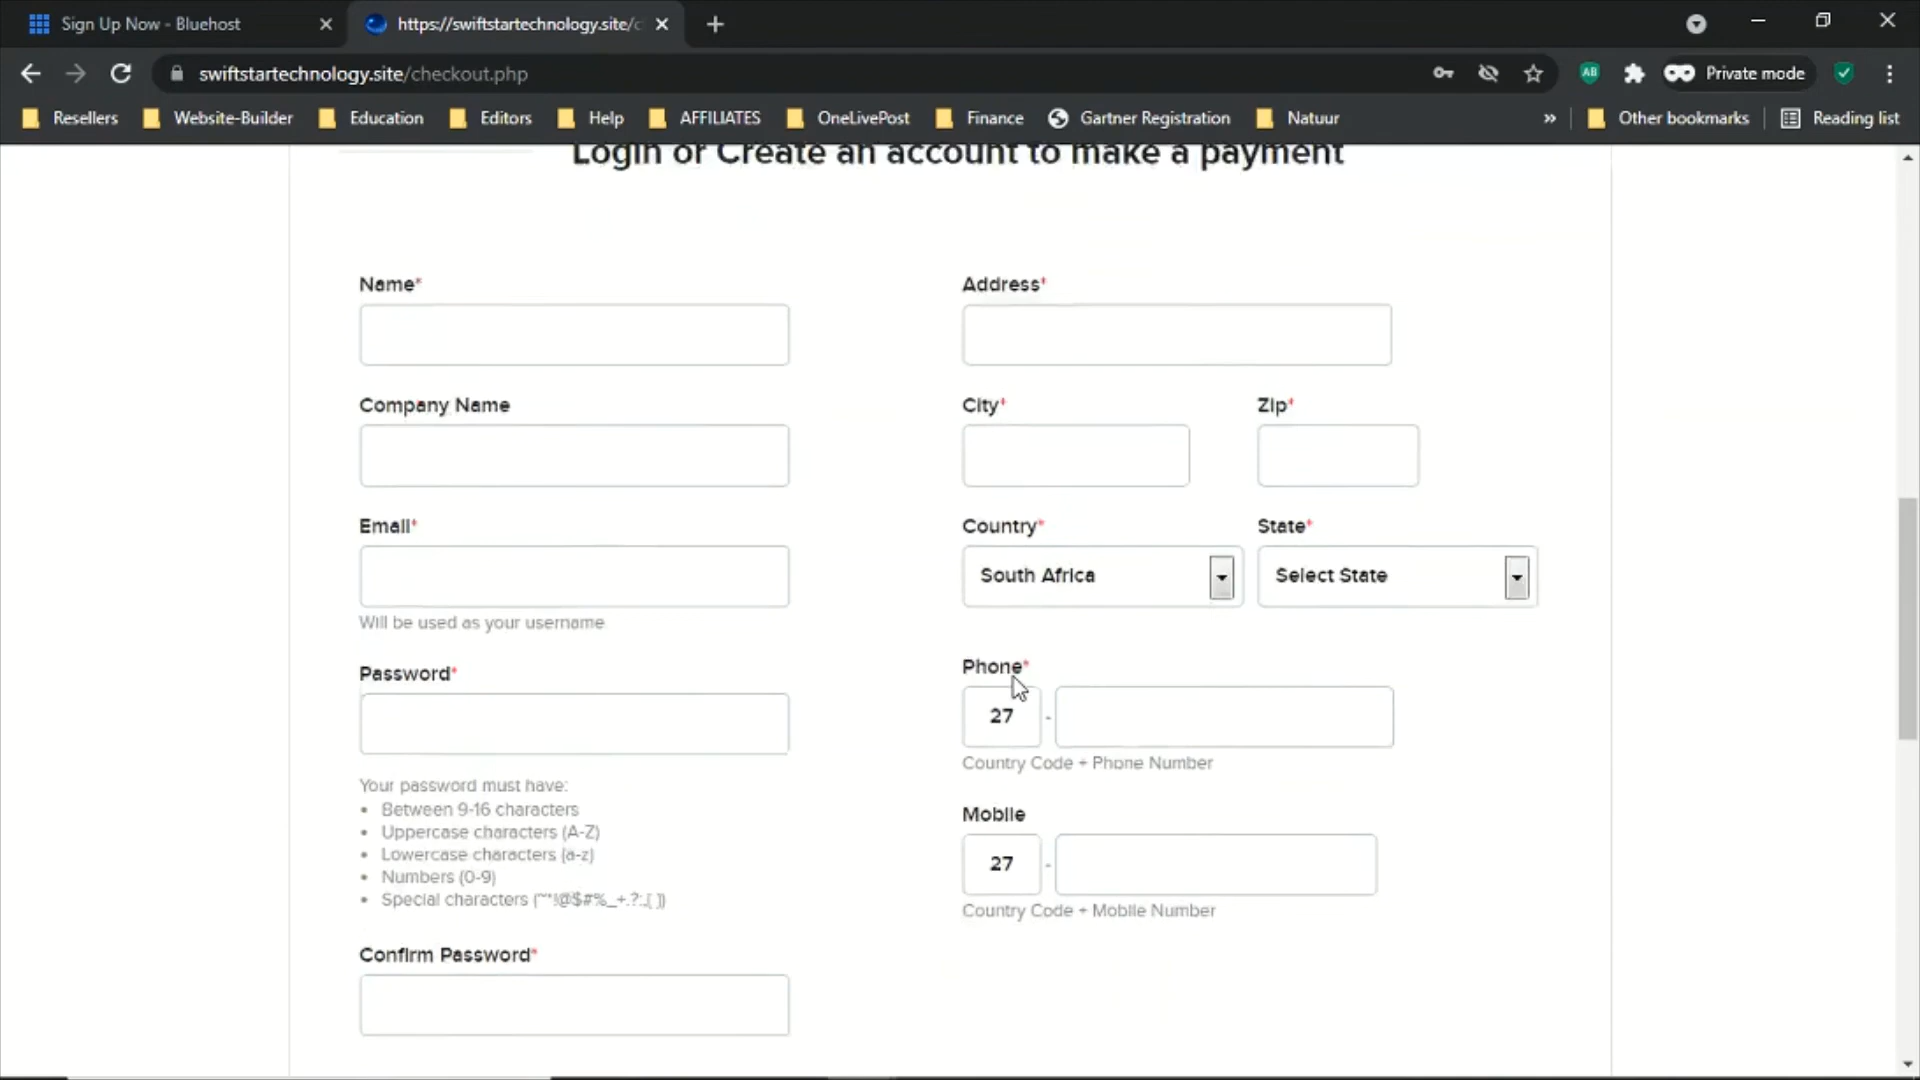 Sign Up Now - Bluehost
https://swiftstartechnology.site/c
swiftstartechnology.site/checkout.php
AB
Private mode
Resellers
Website-Builder
Education
Editors
Help
AFFILIATES
OneLivePost
Finance
Gartner Registration
Natuur
»
Other bookmarks
Reading list
Login or Create an account to make a payment
Name*
Address*
Company Name
City*
Zip*
Email*
Country*
State*
South Africa
Select State
Will be used as your username
Password*
Phone*
27 -
Country Code + Phone Number
Your password must have:
• Between 9-16 characters
• Uppercase characters (A-Z)
• Lowercase characters (a-z)
• Numbers (0-9)
• Special characters
Mobile
27 -
Country Code + Mobile Number
Confirm Password*